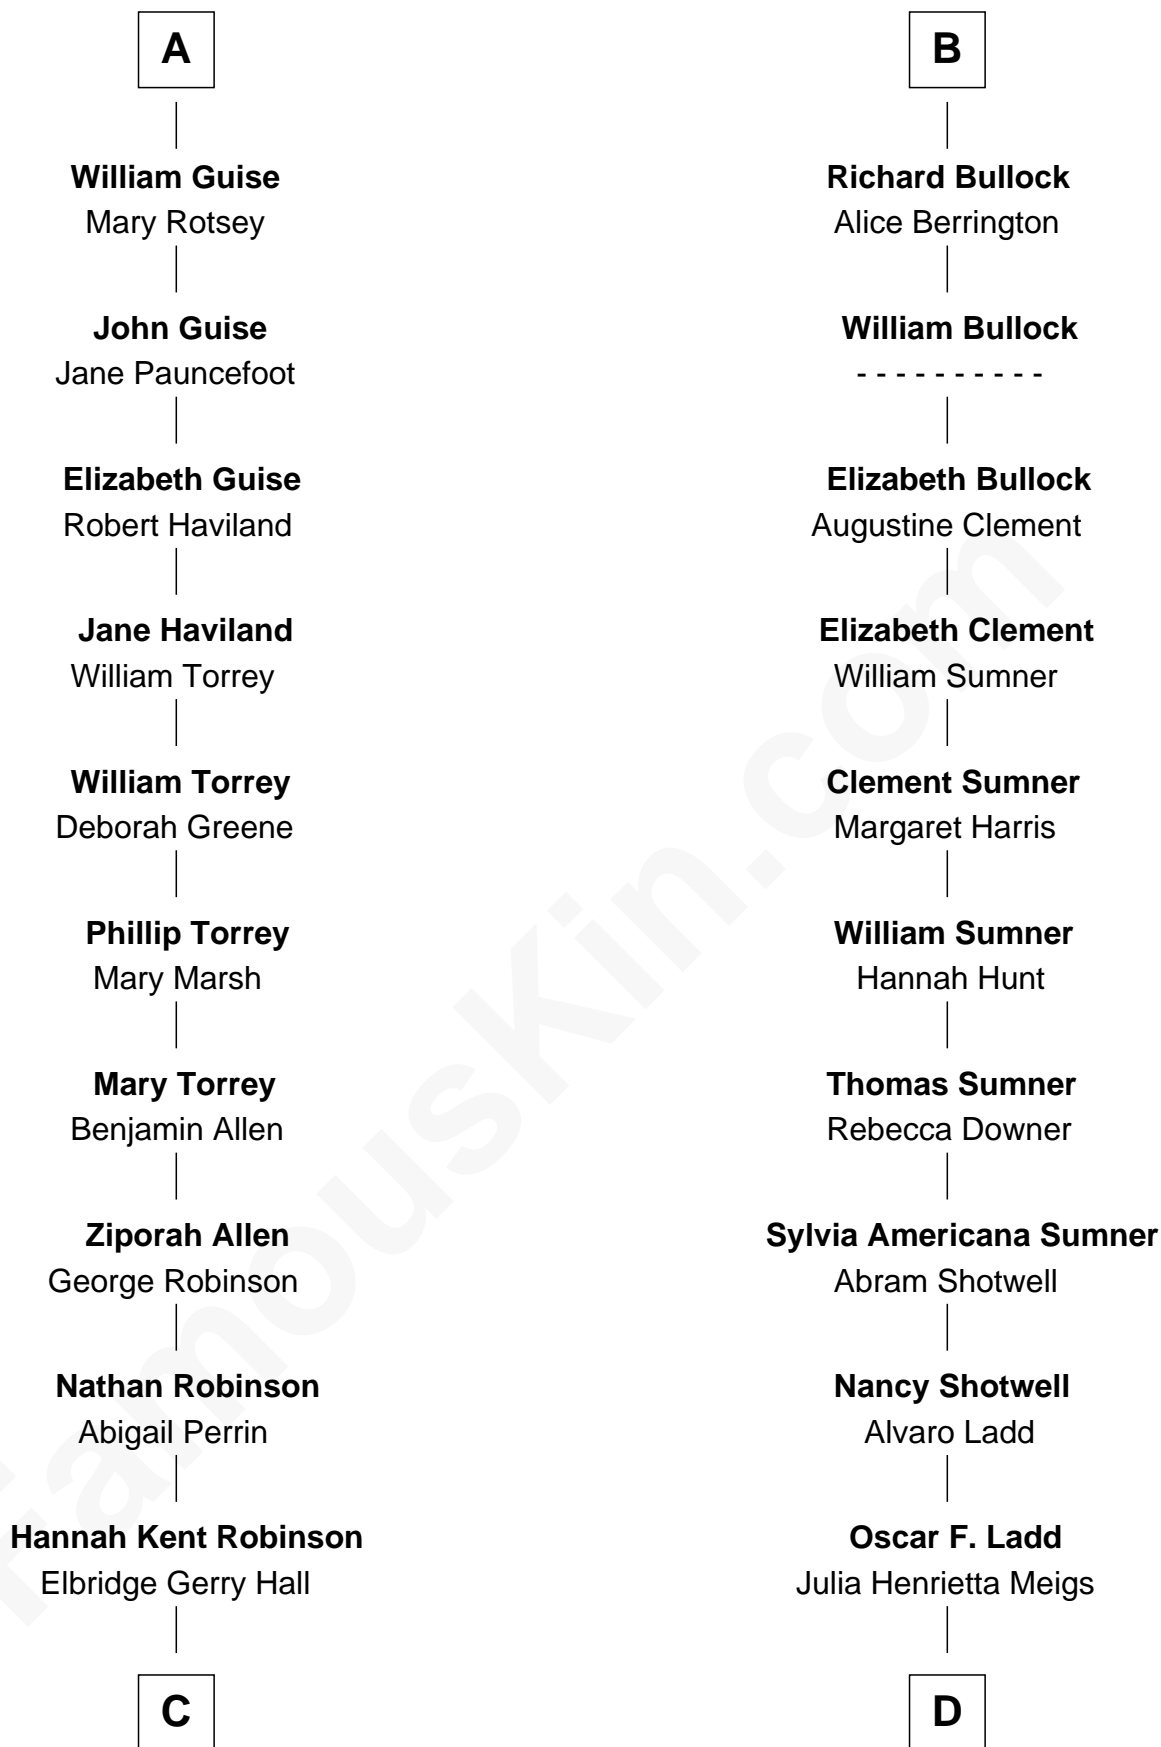 A
William Guise
Mary Rotsey
John Guise
Jane Pauncefoot
Elizabeth Guise
Robert Haviland
Jane Haviland
William Torrey
William Torrey
Deborah Greene
Phillip Torrey
Mary Marsh
Mary Torrey
Benjamin Allen
Ziporah Allen
George Robinson
Nathan Robinson
Abigail Perrin
Hannah Kent Robinson
Elbridge Gerry Hall
C
B
Richard Bullock
Alice Berrington
William Bullock
- - - - - - - - - -
Elizabeth Bullock
Augustine Clement
Elizabeth Clement
William Sumner
Clement Sumner
Margaret Harris
William Sumner
Hannah Hunt
Thomas Sumner
Rebecca Downer
Sylvia Americana Sumner
Abram Shotwell
Nancy Shotwell
Alvaro Ladd
Oscar F. Ladd
Julia Henrietta Meigs
D
famouskin.com